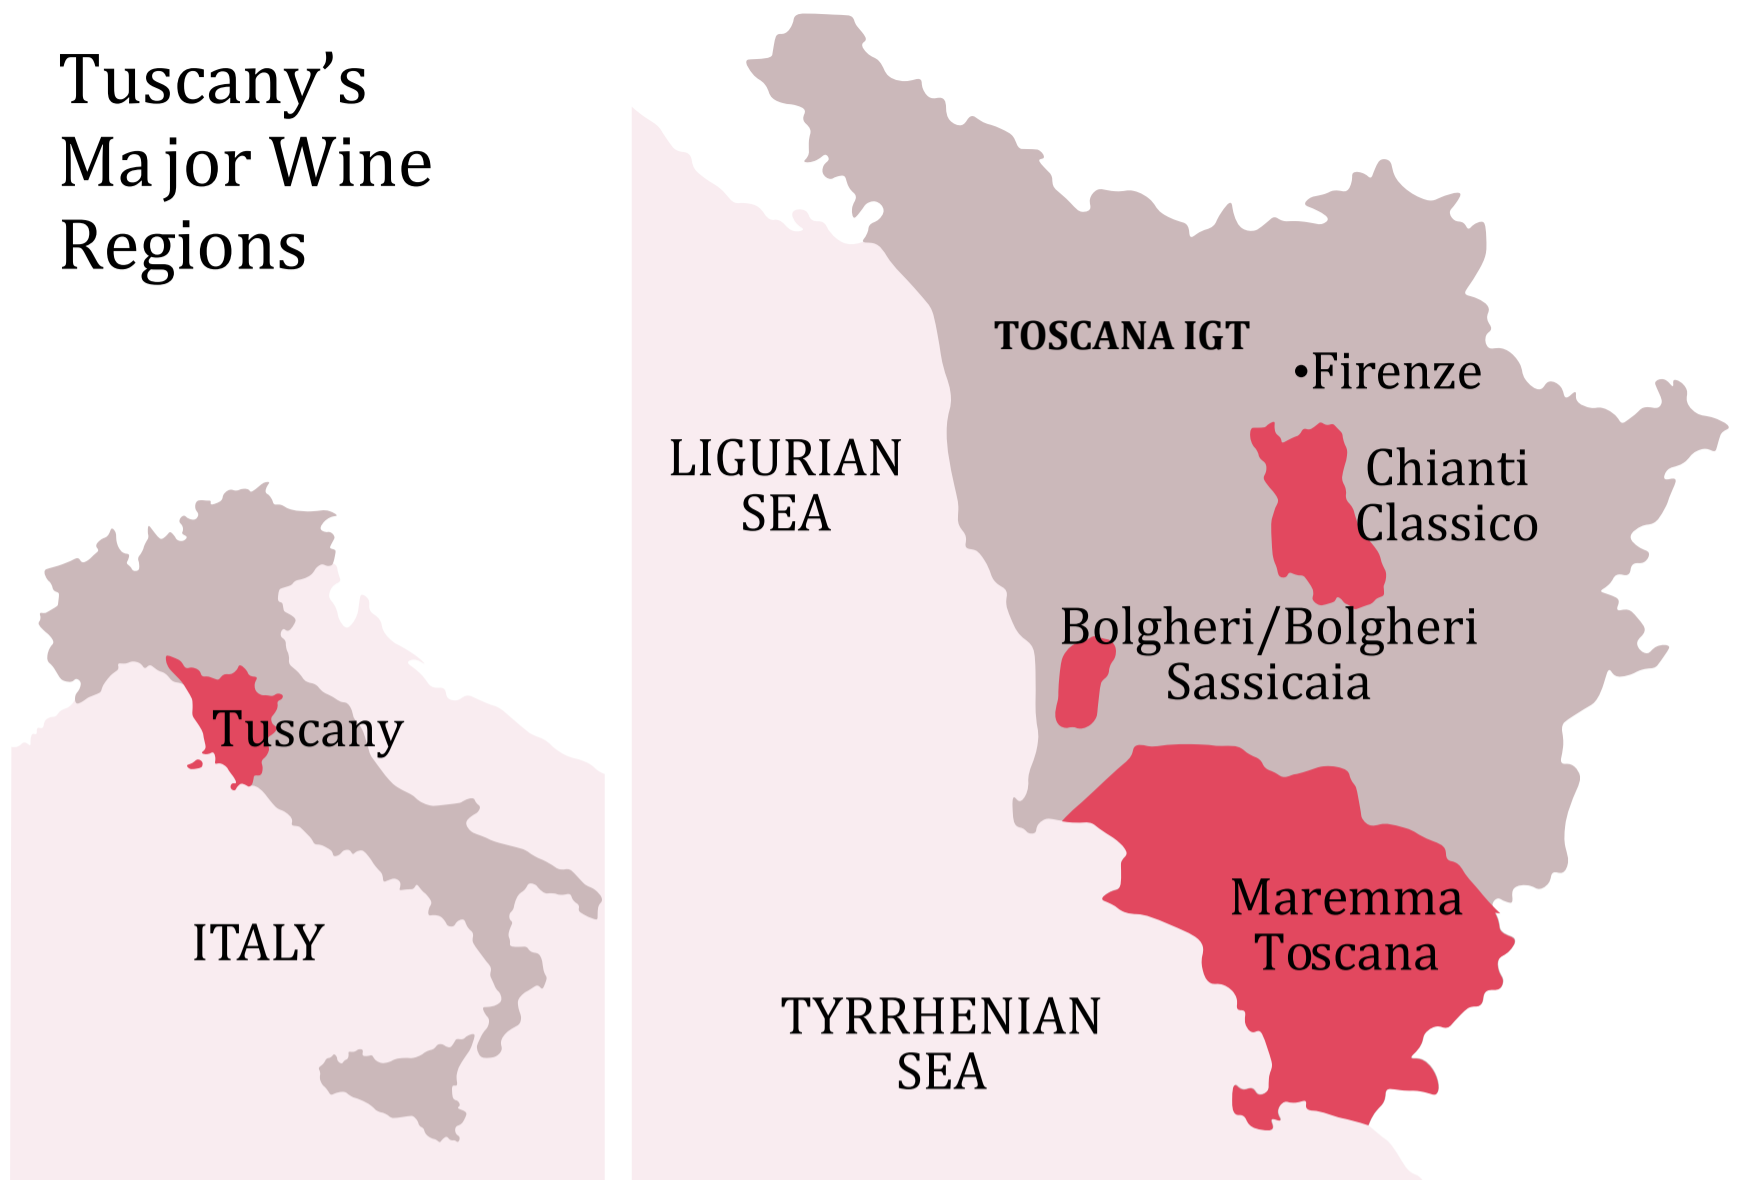 Tuscany’s
Major Wine
Regions
TOSCANA IGT
•Firenze
LIGURIAN
SEA
Chianti
Classico
Bolgheri/Bolgheri
Sassicaia
Tuscany
Maremma
Toscana
ITALY
TYRRHENIAN
SEA